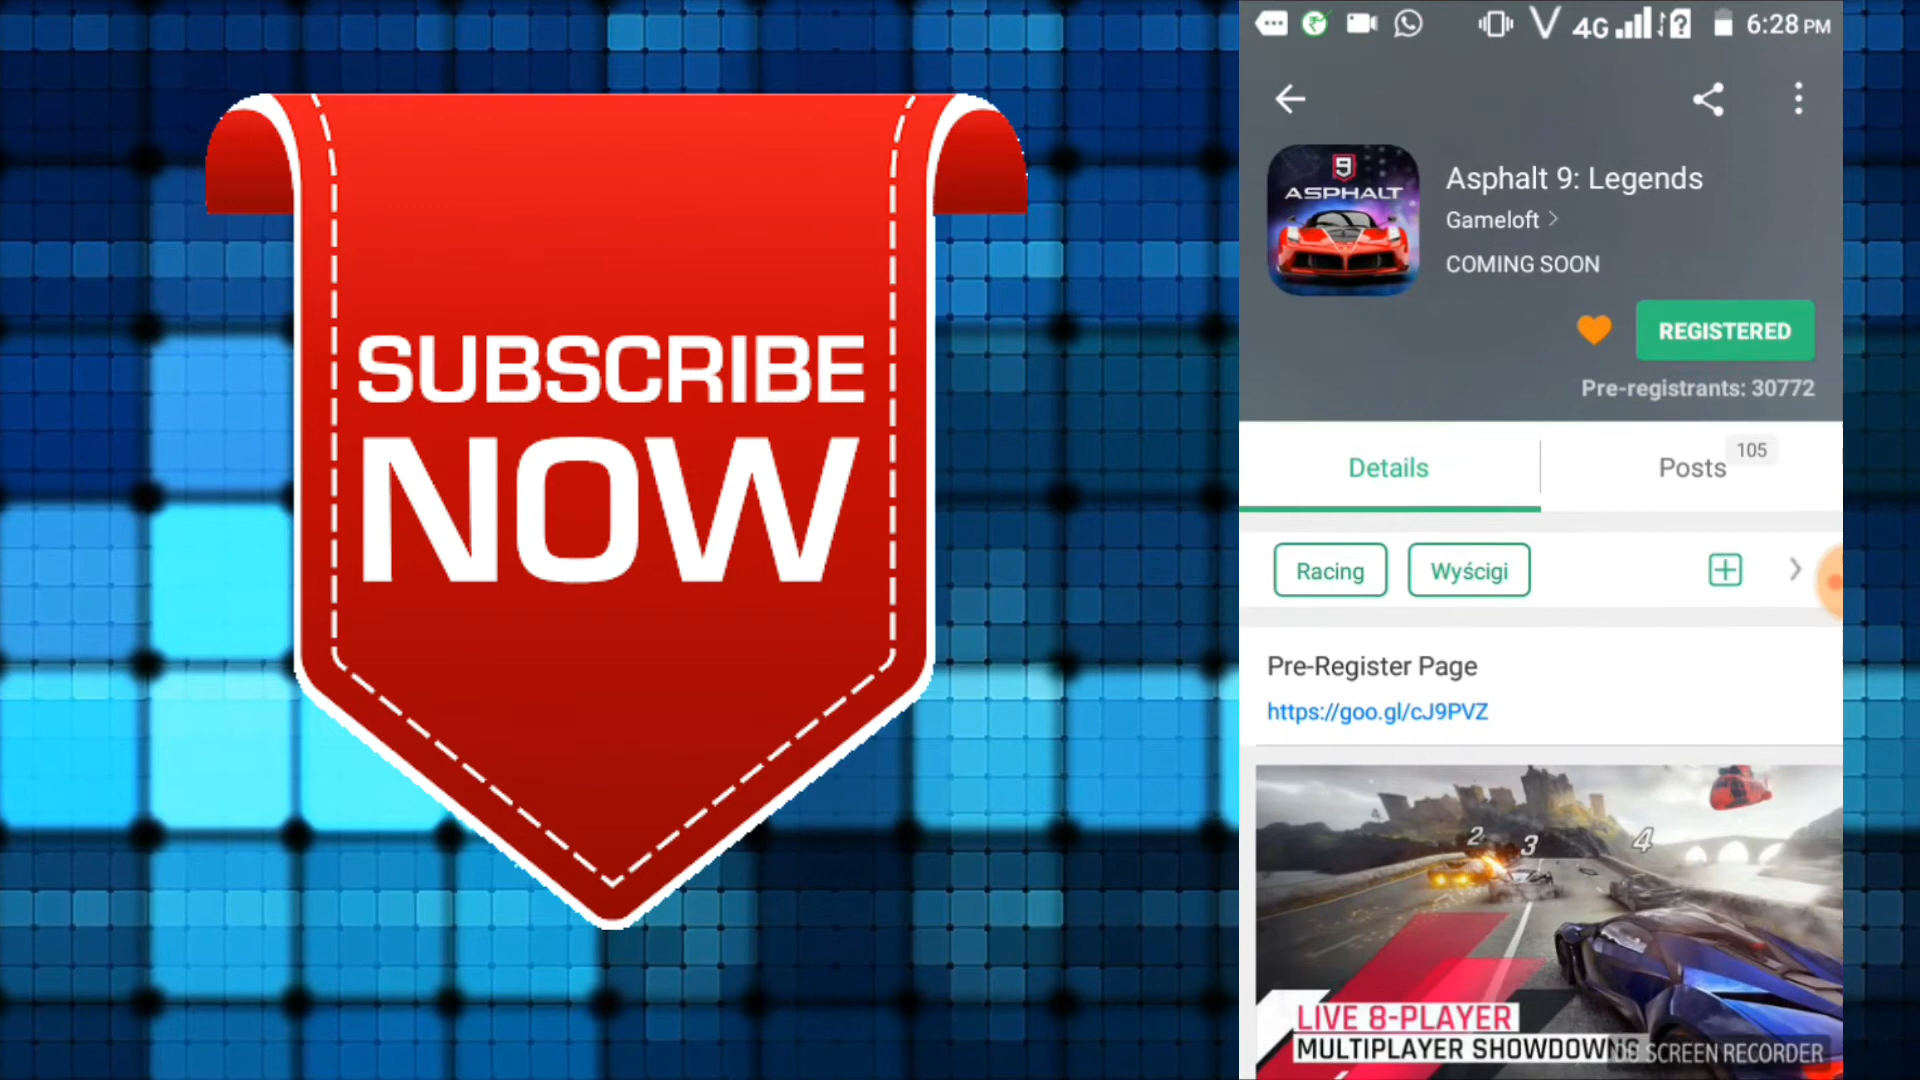 SUBSCRIBE
NOW
4G
6:28 PM
9
ASPHALT
Asphalt 9: Legends
Gameloft
COMING SOON
REGISTERED
Pre-registrants: 30772
Details
Posts
105
Racing
Wyścigi
Pre-Register Page
https://goo.gl/cJ9PVZ
2
3
4
LIVE 8-PLAYER
MULTIPLAYER SHOWDOWN
SCREEN RECORDER